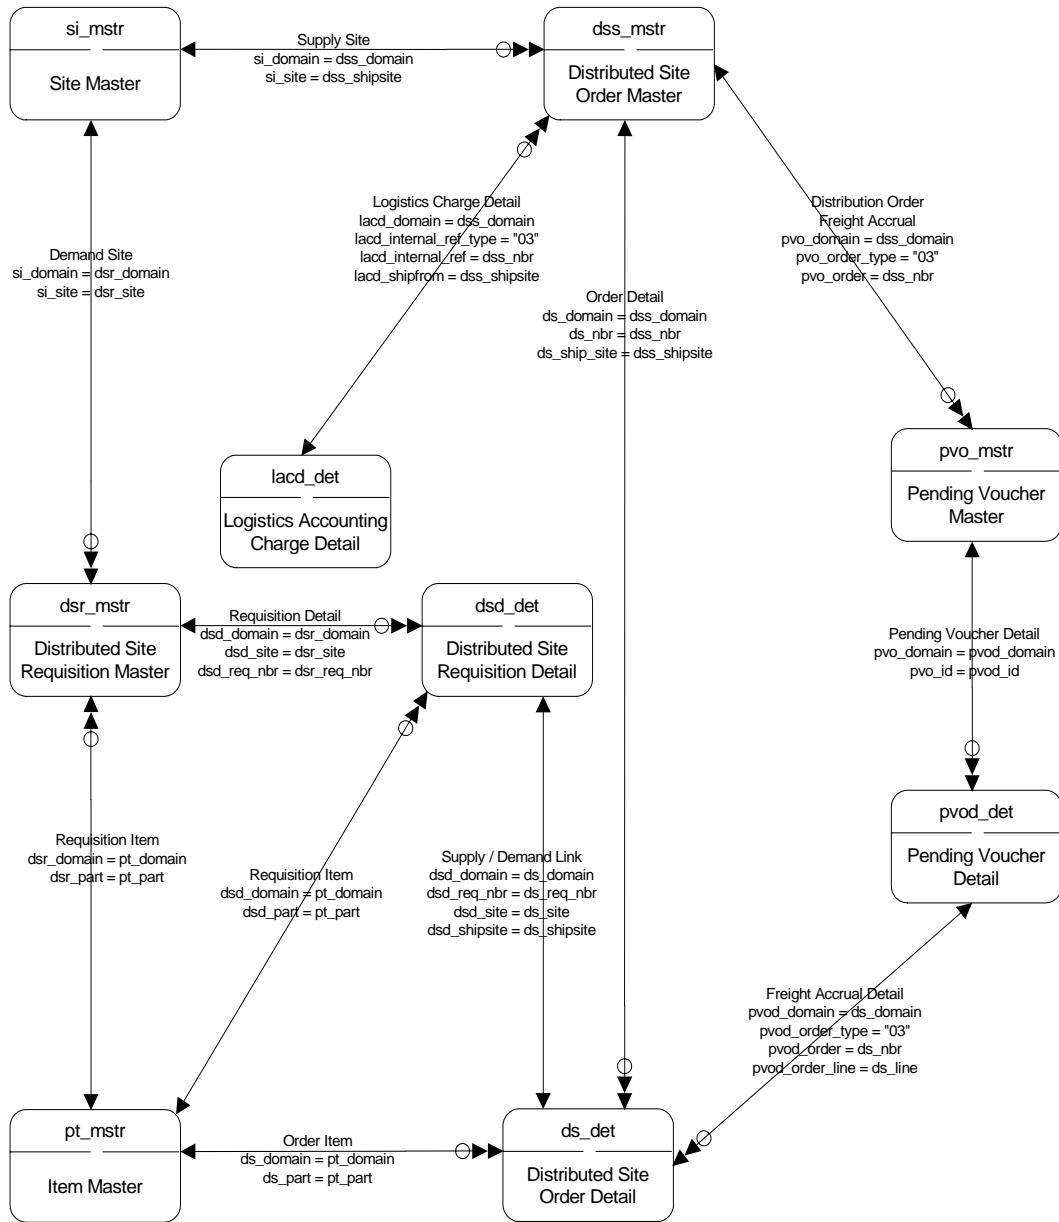 si_mstr
Site Master
Supply Site
si_domain = dss_domain
si_site = dss_shipsite
dss_mstr
Distributed Site
Order Master
Logistics Charge Detail
lacd_domain = dss_domain
lacd_internal_ref_type = "03"
lacd_internal_ref = dss_nbr
lacd_shipfrom = dss_shipsite
Distribution Order
Freight Accrual
pvo_domain = dss_domain
pvo_order_type = "03"
pvo_order = dss_nbr
Demand Site
si_domain = dsr_domain
si_site = dsr_site
Order Detail
ds_domain = dss_domain
ds_nbr = dss_nbr
ds_ship_site = dss_shipsite
lacd_det
Logistics Accounting
Charge Detail
pvo_mstr
Pending Voucher
Master
dsr_mstr
Distributed Site
Requisition Master
Requisition Detail
dsd_domain = dsr_domain
dsd_site = dsr_site
dsd_req_nbr = dsr_req_nbr
dsd_det
Distributed Site
Requisition Detail
Pending Voucher Detail
pvo_domain = pvod_domain
pvo_id = pvod_id
pvod_det
Pending Voucher
Detail
Requisition Item
dsr_domain = pt_domain
dsr_part = pt_part
Requisition Item
dsd_domain = pt_domain
dsd_part = pt_part
Supply / Demand Link
dsd_domain = ds_domain
dsd_req_nbr = ds_req_nbr
dsd_site = ds_site
dsd_shipsite = ds_shipsite
Freight Accrual Detail
pvod_domain = ds_domain
pvod_order_type = "03"
pvod_order = ds_nbr
pvod_order_line = ds_line
pt_mstr
Item Master
Order Item
ds_domain = pt_domain
ds_part = pt_part
ds_det
Distributed Site
Order Detail